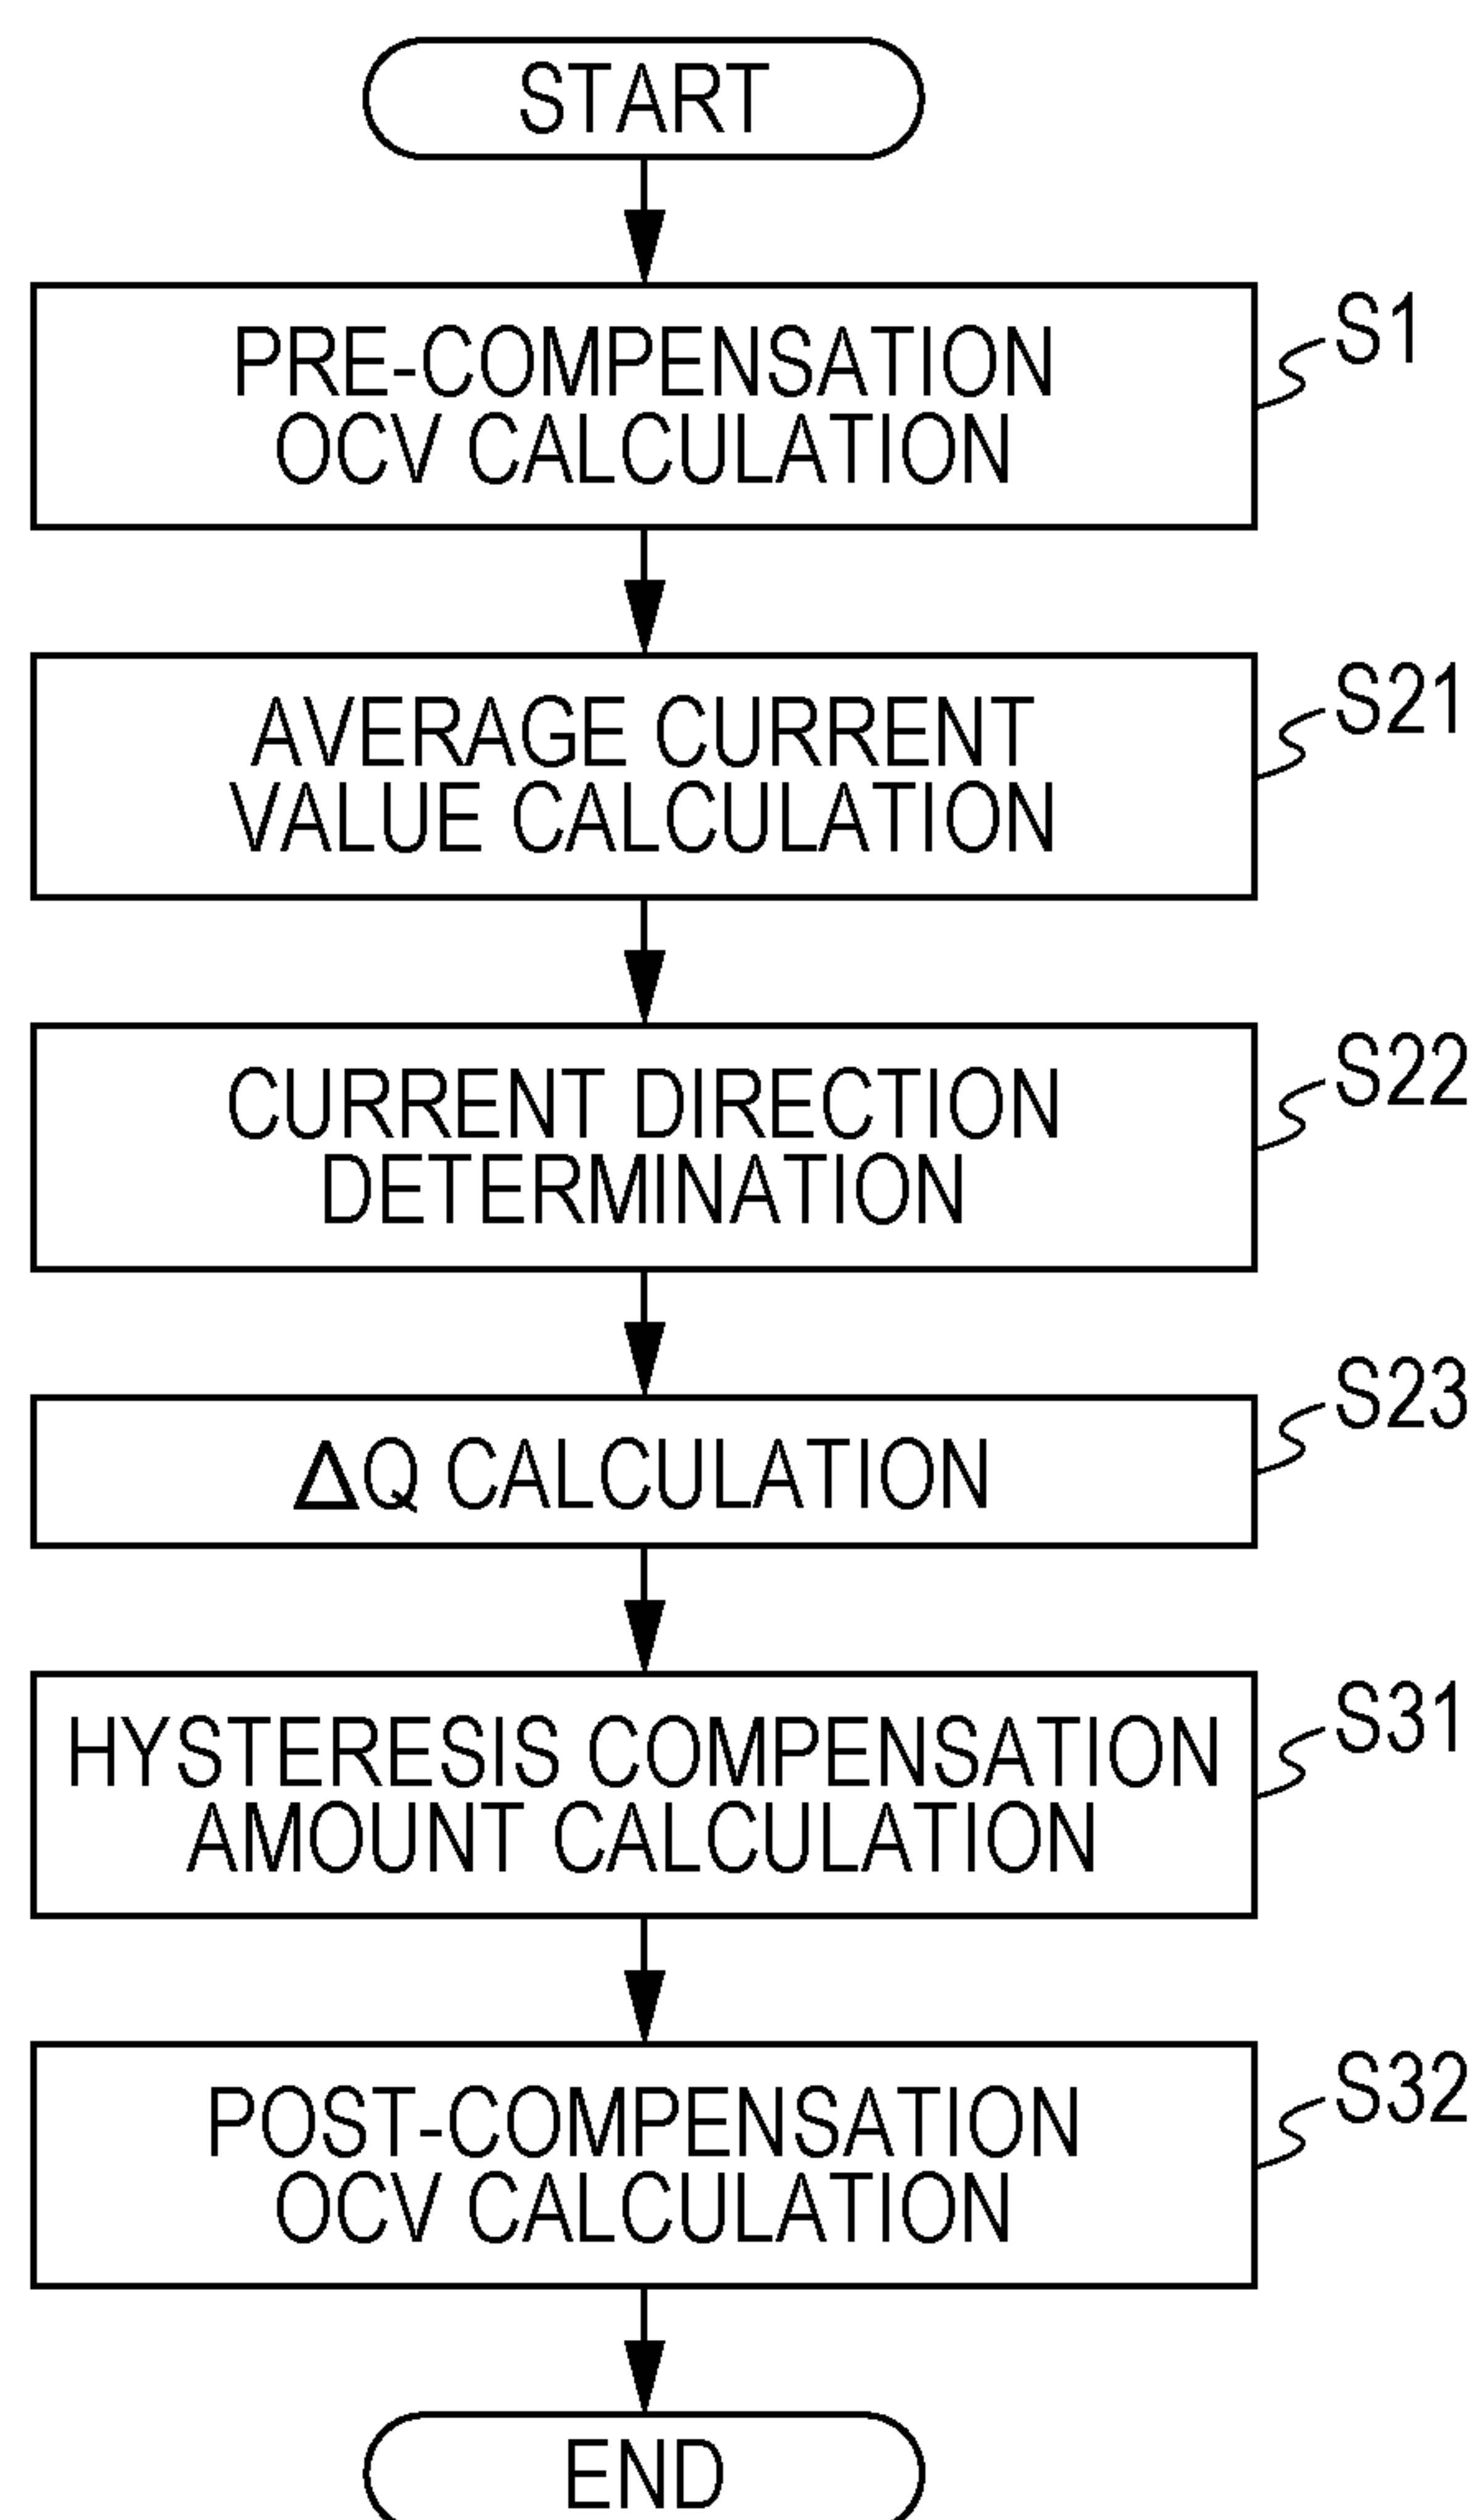 START
PRE-COMPENSATION
OCV CALCULATION
S1
AVERAGE CURRENT
VALUE CALCULATION
S21
CURRENT DIRECTION
DETERMINATION
S22
ΔQ CALCULATION
S23
HYSTERESIS COMPENSATION
AMOUNT CALCULATION
S31
POST-COMPENSATION
OCV CALCULATION
S32
END